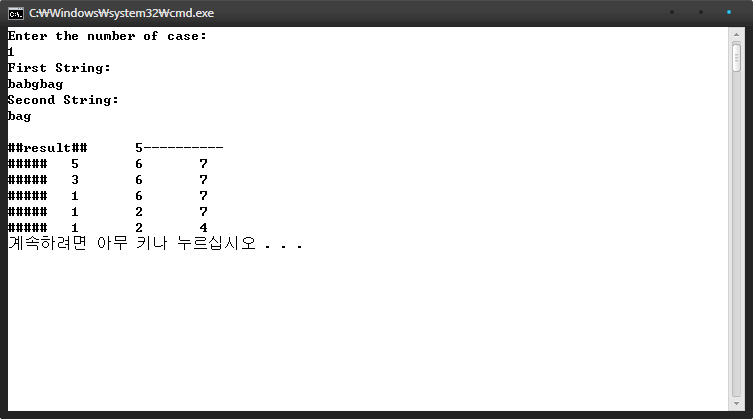 C:₩Windows₩system32₩cmd.exe
Enter the number of case:
1
First String:
babgbag
Second String:
bag
##result## 5----------
##### 5 6 7
##### 3 6 7
##### 1 6 7
##### 1 2 7
##### 1 2 4
계속하려면 아무 키나 누르십시오 . . .